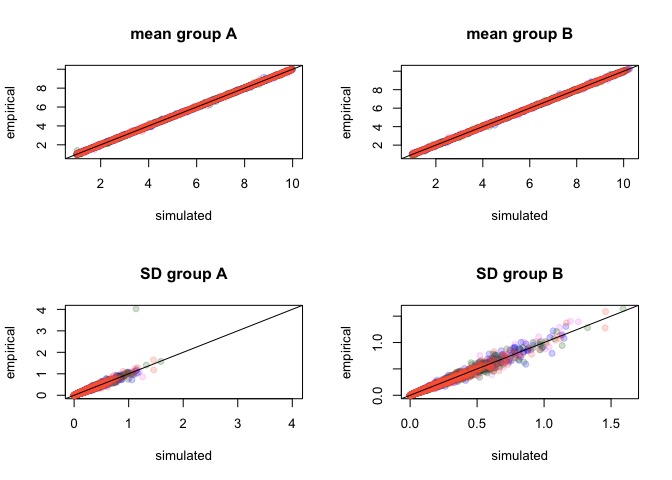 mean group A
empirical
2 4 6 8
2 4 6 8 10
simulated
mean group B
empirical
2 4 6 8
2 4 6 8 10
simulated
SD group A
empirical
0 1 2 3 4
0 1 2 3 4
simulated
SD group B
empirical
0.0 1.0
0.0 0.5 1.0 1.5
simulated